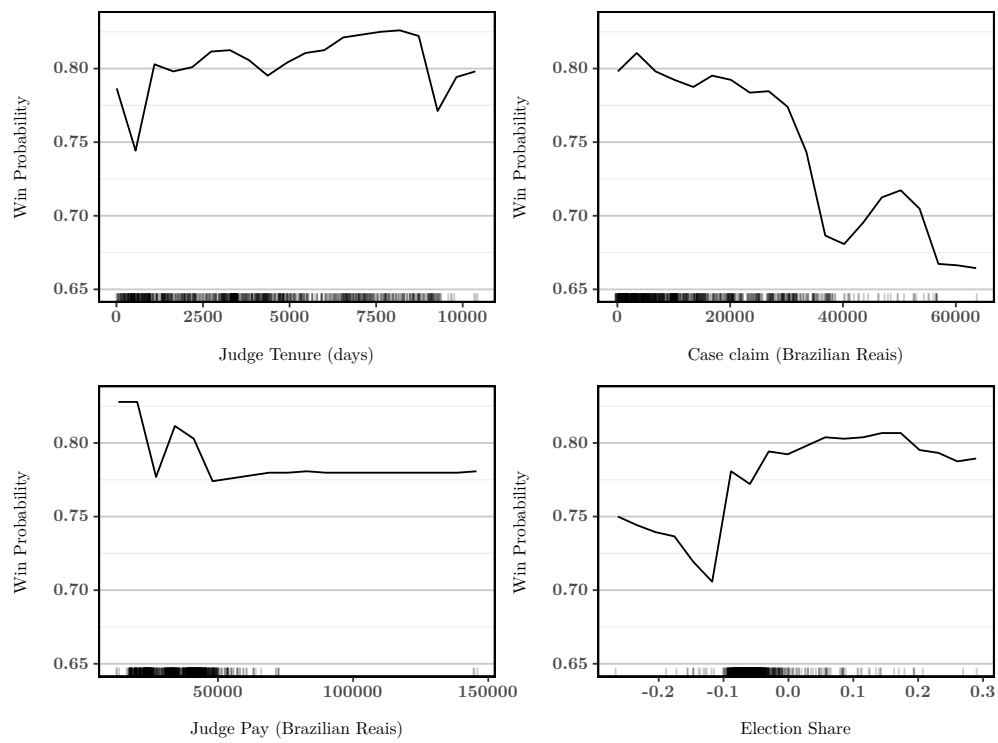 Win Probability
0.80
0.75
0.70
0.65
0 2500 5000 7500 10000
Judge Tenure (days)
Win Probability
0.80
0.75
0.70
0.65
0 20000 40000 60000
Case claim (Brazilian Reais)
Win Probability
0.80
0.75
0.70
0.65
50000 100000 150000
Judge Pay (Brazilian Reais)
Win Probability
0.80
0.75
0.70
0.65
-0.2 -0.1 0.0 0.1 0.2 0.3
Election Share